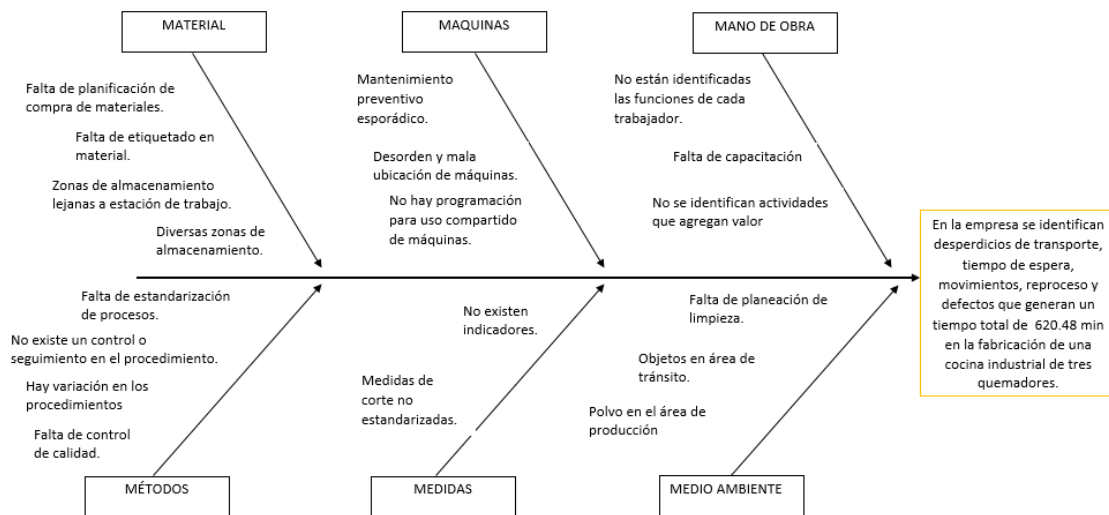 MATERIAL
MAQUINAS
MANO DE OBRA
Falta de planificación de
compra de materiales.
Falta de etiquetado en
material.
Zonas de almacenamiento
lejanas a estación de trabajo.
Diversas zonas de
almacenamiento.
Mantenimiento
preventivo
esporádico.
Desorden y mala
ubicación de máquinas.
No hay programación
para uso compartido
de máquinas.
No están identificadas
las funciones de cada
trabajador.
Falta de capacitación
No se identifican actividades
que agregan valor
En la empresa se identifican
desperdicios de transporte,
tiempo de espera,
movimientos, reproceso y
defectos que generan un
tiempo total de 620.48 min
en la fabricación de una
cocina industrial de tres
quemadores.
Falta de estandarización
de procesos.
No existe un control o
seguimiento en el procedimiento.
Hay variación en los
procedimientos
Falta de control
de calidad.
No existen
indicadores.
Medidas de
corte no
estandarizadas.
Falta de planeación de
limpieza.
Objetos en área de
tránsito.
Polvo en el área de
producción
MÉTODOS
MEDIDAS
MEDIO AMBIENTE